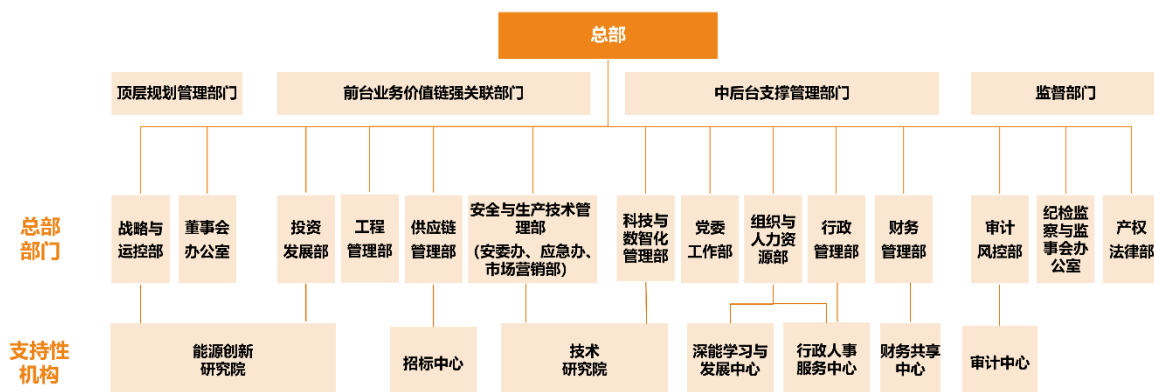 总部
顶层规划管理部门
前台业务价值链强关联部门
中后台支撑管理部门
监督部门
总部
部门
战略与
运控部
董事会
办公室
投资
发展部
工程
管理部
供应链
管理部
安全与生产技术管
理部
（安委办、应急办、
市场营销部）
科技与
数智化
管理部
党委
工作部
组织与
人力资
源部
行政
管理部
财务
管理部
审计
风控部
纪检监
察与监
事会办
公室
产权
法律部
支持性
机构
能源创新
研究院
招标中心
技术
研究院
深能学习与
发展中心
行政人事
服务中心
财务共享
中心
审计中心